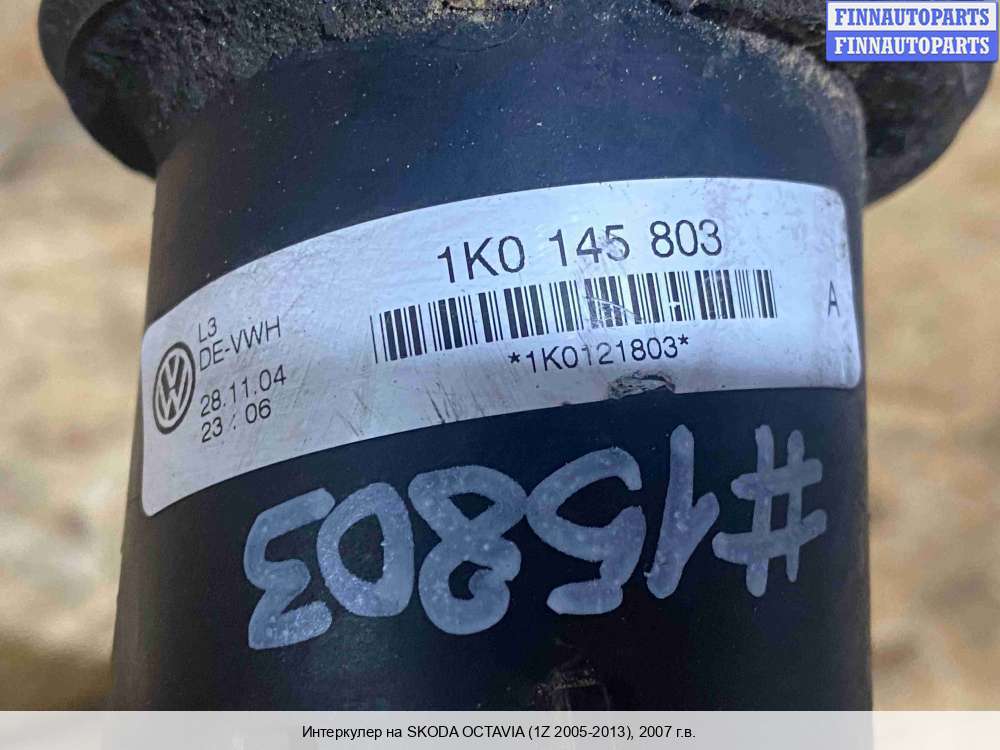 FINNAUTOPARTS
FINNAUTOPARTS
1K0 145 803
L3
DE-VWH
A
*1K0121803*
28.11.04
23:06
#15803
Интеркулер на SKODA OCTAVIA (1Z 2005-2013), 2007 г.в.